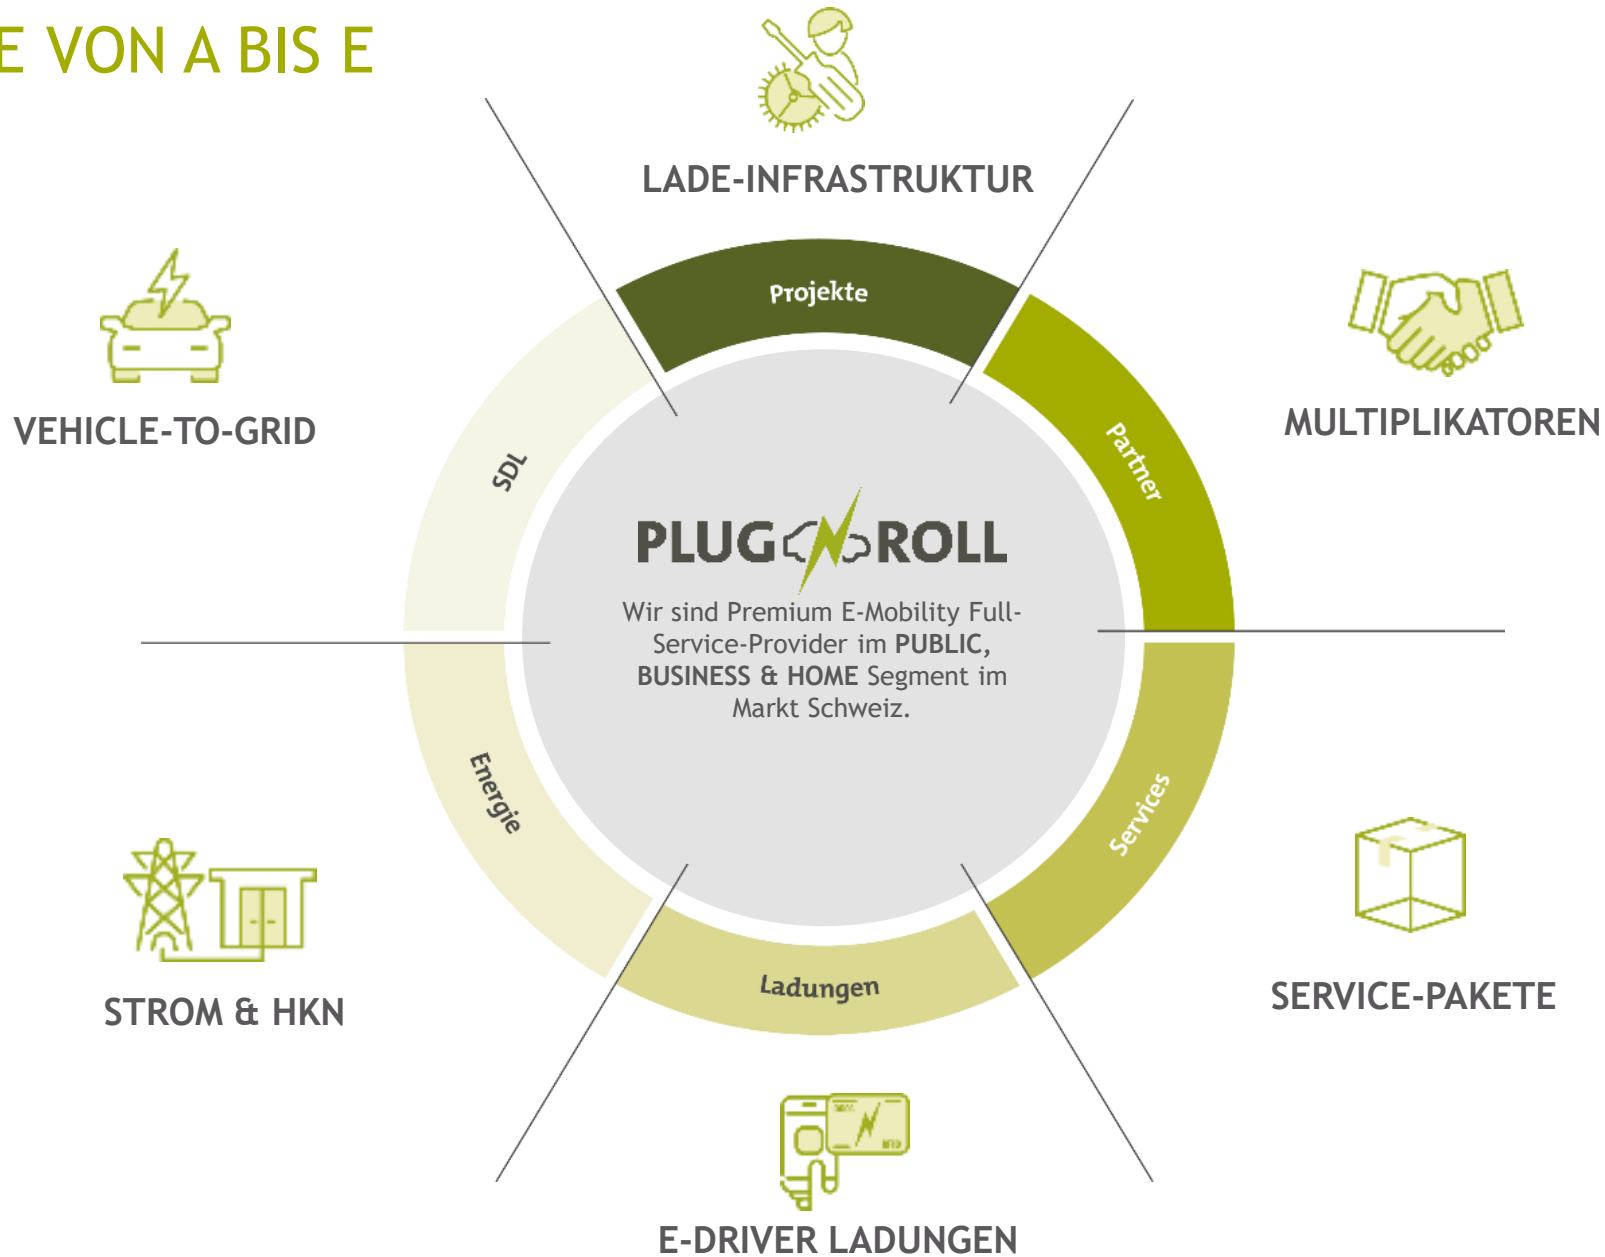 E VON A BIS E
LADE-INFRASTRUKTUR
Projekte
VEHICLE-TO-GRID
SDL
Partner
MULTIPLIKATOREN
PLUG N ROLL
Wir sind Premium E-Mobility Full-
Service-Provider im PUBLIC,
BUSINESS & HOME Segment im
Markt Schweiz.
Energie
Services
STROM & HKN
Ladungen
SERVICE-PAKETE
E-DRIVER LADUNGEN